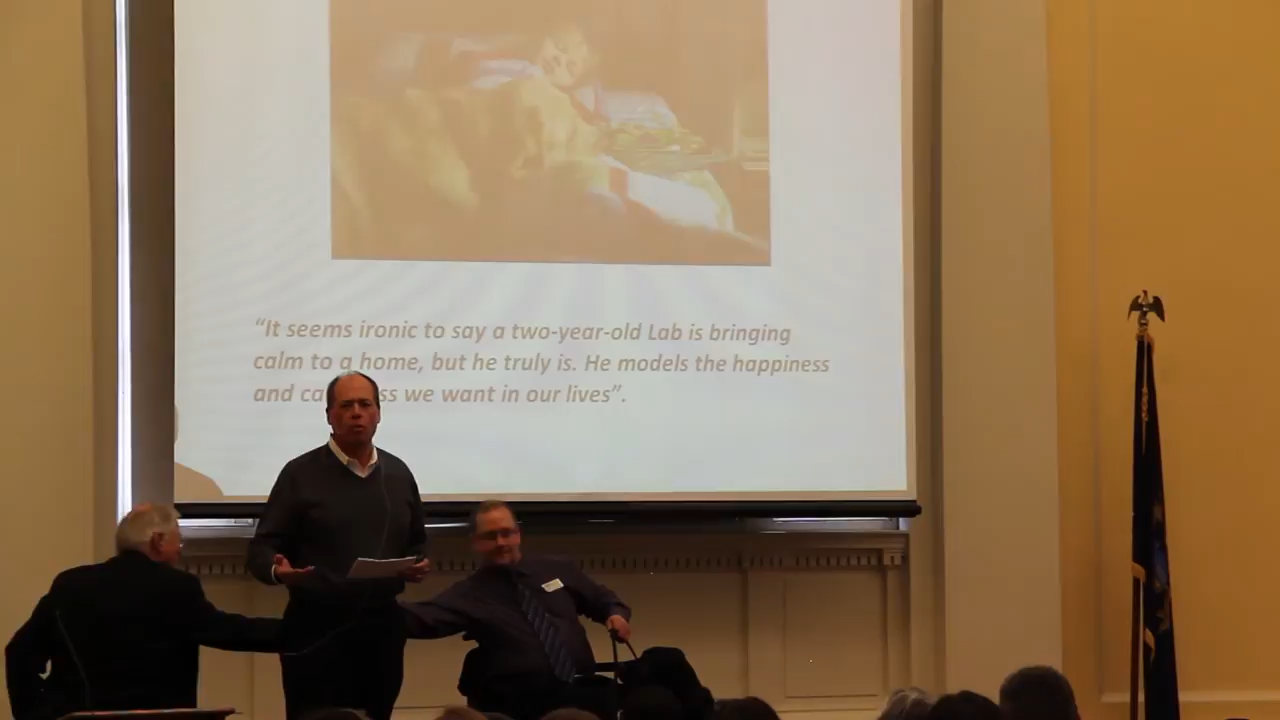 “It seems ironic to say a two-year-old Lab is bringing
calm to a home, but he truly is. He models the happiness
and ss we want in our lives”.